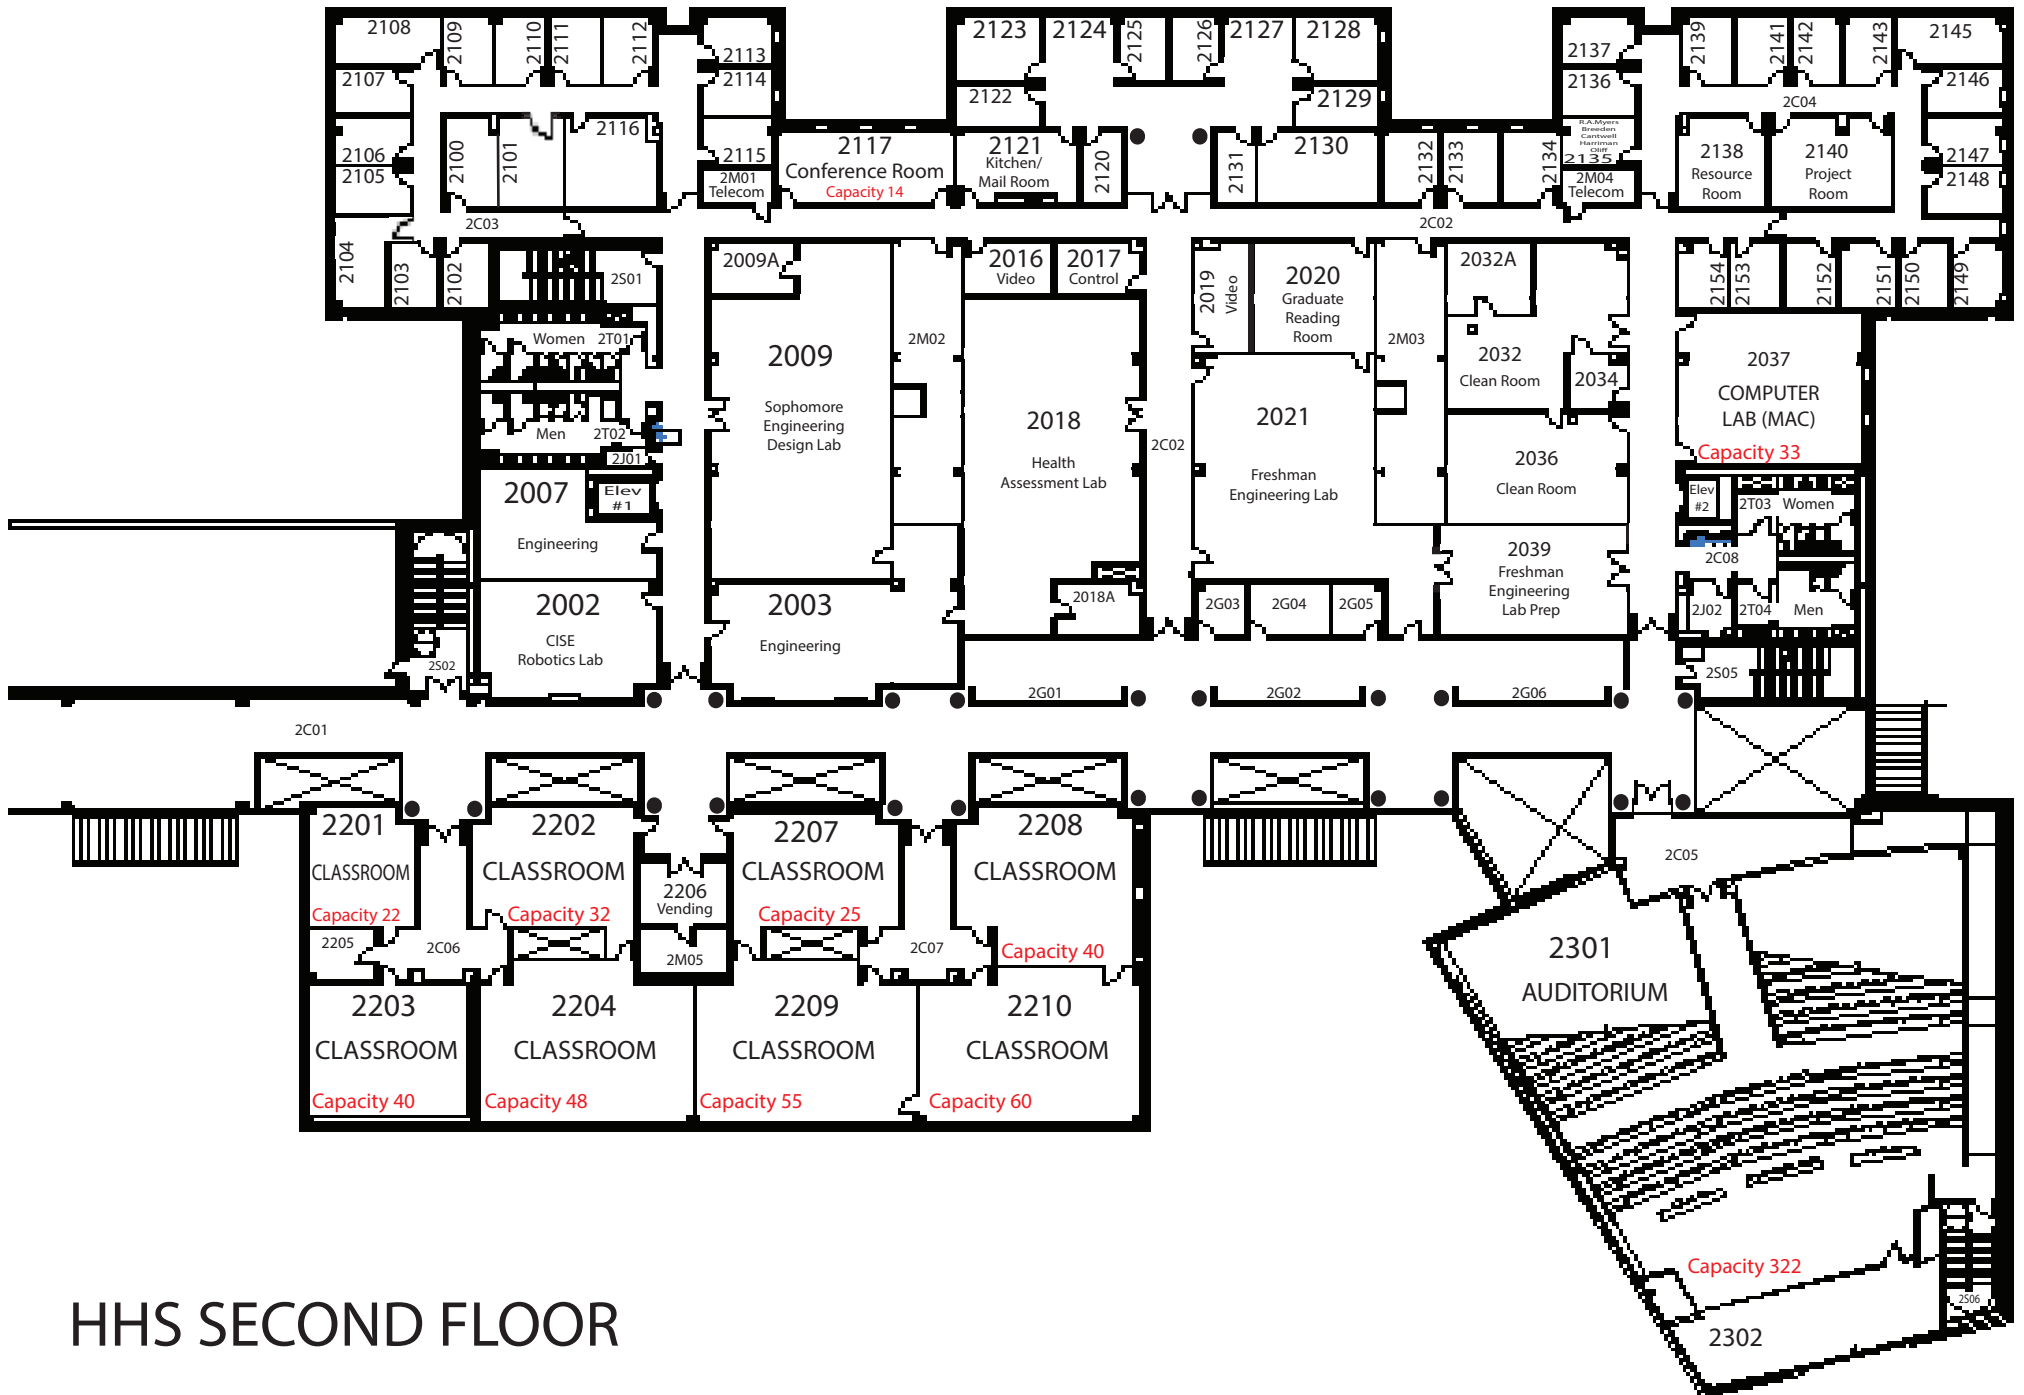 2108
2109
2110
2111
2112
2113
2123
2124
2125
2126
2127
2128
2137
2139
2141
2142
2143
2145
2107
2114
2122
2129
2136
2C04
2146
2106
2100
2101
2116
2115
2117
Conference Room
Capacity 14
2121
Kitchen/
Mail Room
2120
2131
2130
2132
2133
2134
R.A.Myers
Breeden
Cantwell
Harriman
Oliff
2135
2138
Resource
Room
2140
Project
Room
2147
2148
2105
2M01
Telecom
2M04
Telecom
2C03
2C02
2104
2103
2102
2S01
2009A
2016
Video
2017
Control
2019
Video
2020
Graduate
Reading
Room
2032A
2154
2153
2152
2151
2150
2149
Women
2T01
2009
Sophomore
Engineering
Design Lab
2M02
2M03
2032
Clean Room
2034
2037
COMPUTER
LAB (MAC)
Capacity 33
Men
2T02
2J01
2018
Health
Assessment Lab
2C02
2021
Freshman
Engineering Lab
2036
Clean Room
2007
Engineering
Elev
#1
Elev
#2
2T03
Women
2C08
2039
Freshman
Engineering
Lab Prep
2002
CISE
Robotics Lab
2003
Engineering
2018A
2G03
2G04
2G05
2J02
2T04
Men
2S02
2S05
2G01
2G02
2G06
2C01
2201
CLASSROOM
Capacity 22
2202
CLASSROOM
Capacity 32
2206
Vending
2207
CLASSROOM
Capacity 25
2208
CLASSROOM
Capacity 40
2C05
2205
2C06
2M05
2C07
2203
CLASSROOM
Capacity 40
2204
CLASSROOM
Capacity 48
2209
CLASSROOM
Capacity 55
2210
CLASSROOM
Capacity 60
2301
AUDITORIUM
Capacity 322
2S06
2302
HHS SECOND FLOOR